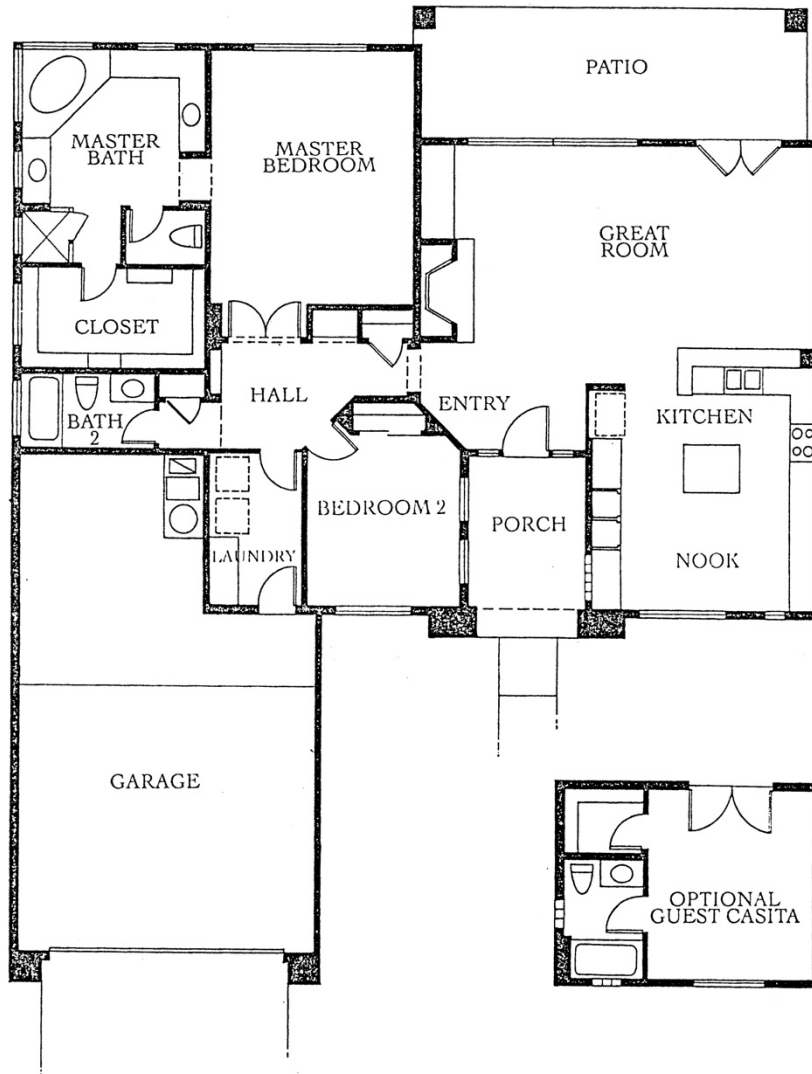 PATIO
MASTER
BATH
MASTER
BEDROOM
GREAT
ROOM
CLOSET
HALL
BATH
2
ENTRY
KITCHEN
BEDROOM 2
PORCH
LAUNDRY
NOOK
GARAGE
OPTIONAL
GUEST CASITA